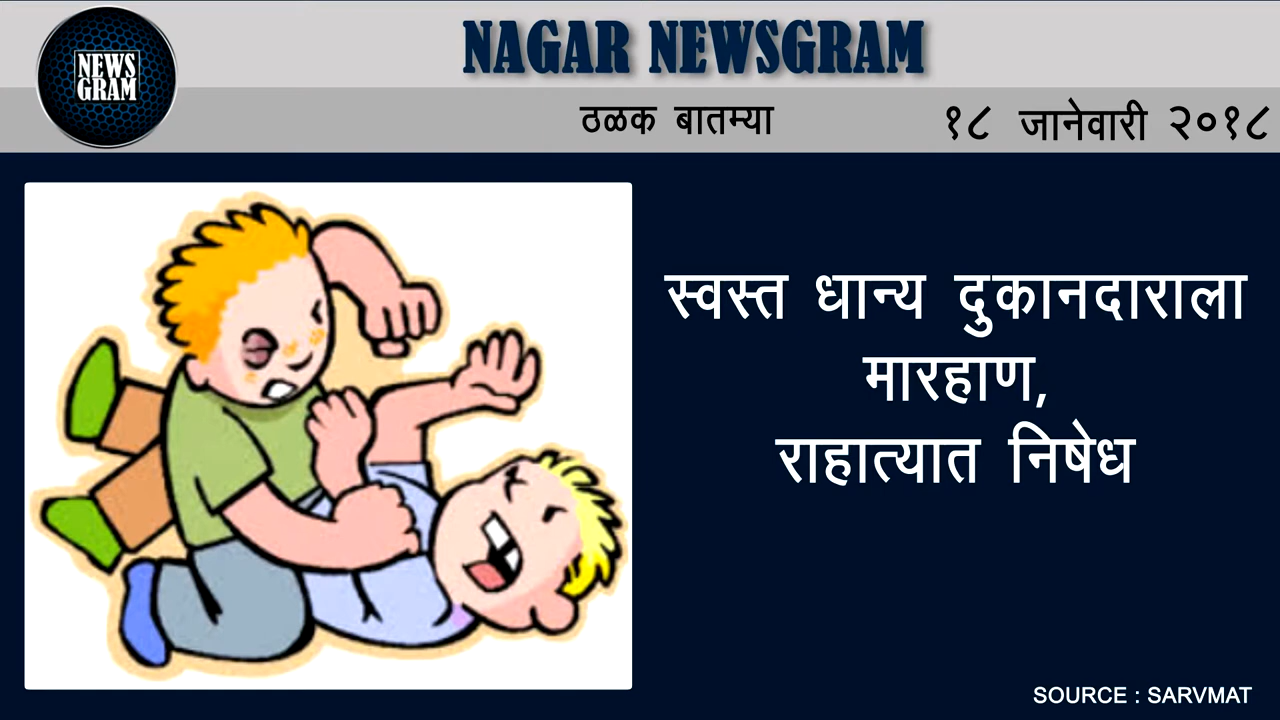 NEWS
GRAM
NAGAR NEWSGRAM
ठळक बातम्या
१८ जानेवारी २०१८
स्वस्त धान्य दुकानदाराला
मारहाण,
राहात्यात निषेध
SOURCE : SARVMAT